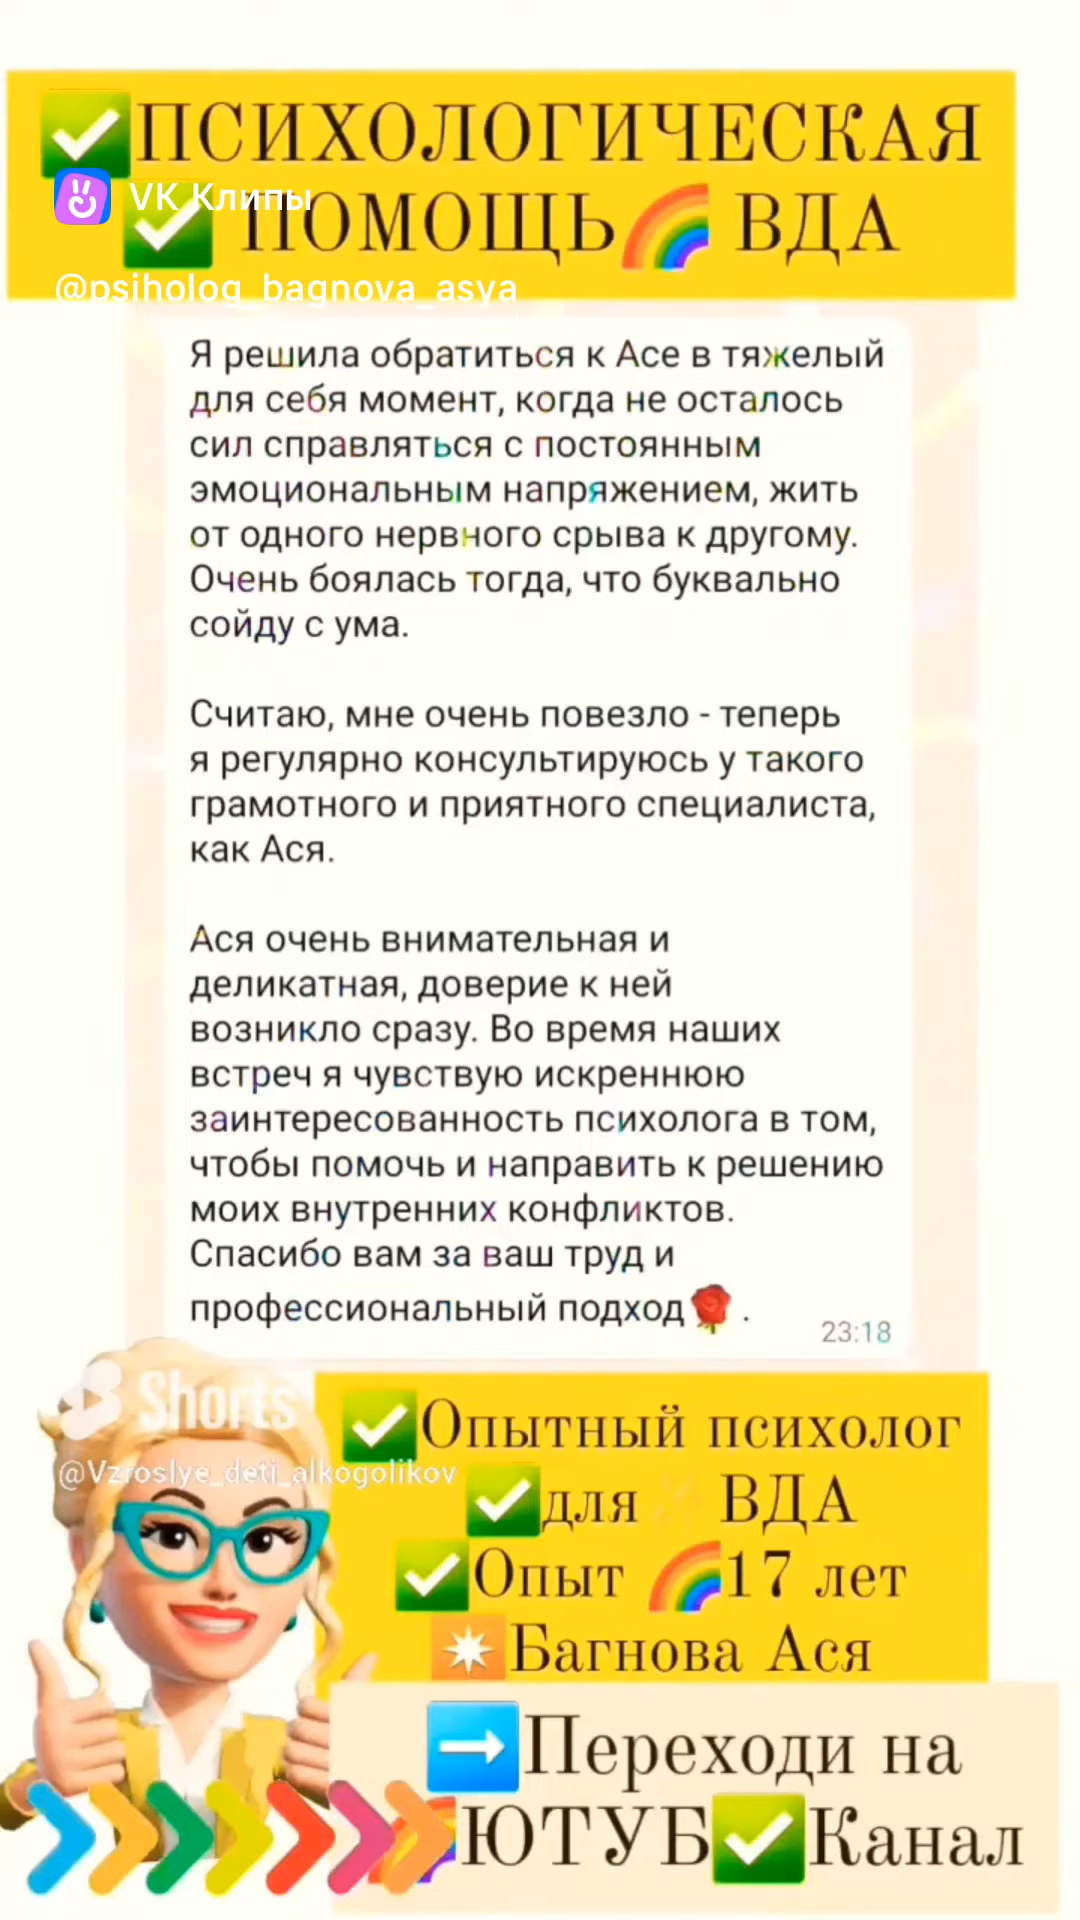 ✅ПСИХОЛОГИЧЕСКАЯ
VK Клипы
✅ ПОМОЩЬ🌈 ВДА
@psiholog_bagnova_asya
Я решила обратиться к Асе в тяжелый
для себя момент, когда не осталось
сил справляться с постоянным
эмоциональным напряжением, жить
от одного нервного срыва к другому.
Очень боялась тогда, что буквально
сойду с ума.
Считаю, мне очень повезло - теперь
я регулярно консультируюсь у такого
грамотного и приятного специалиста,
как Ася.
Ася очень внимательная и
деликатная, доверие к ней
возникло сразу. Во время наших
встреч я чувствую искреннюю
заинтересованность психолога в том,
чтобы помочь и направить к решению
моих внутренних конфликтов.
Спасибо вам за ваш труд и
профессиональный подход🌹.
23:18
Shorts
@Vzroslye_deti_alkogolikov
✅Опытный психолог
✅для ✨ ВДА
✅Опыт 🌈17 лет
💥Багнова Ася
➡️Переходи на
🌈ЮТУБ✅Канал